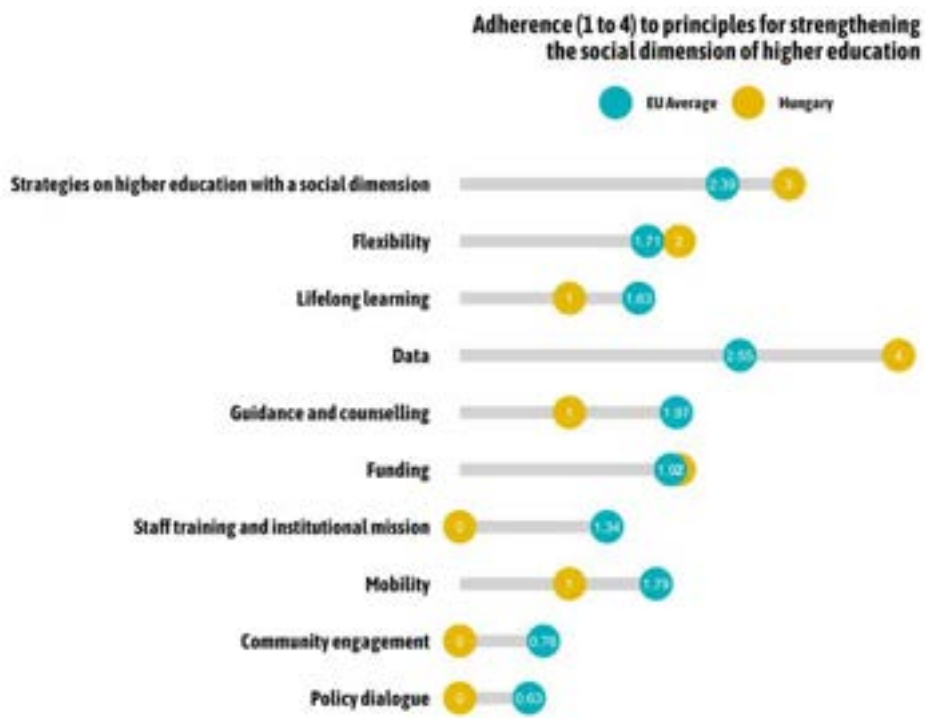 Adherence (1 to 4) to principles for strengthening
the social dimension of higher education
EU Average Hungary
Strategies on higher education with a social dimension 2.39 3
Flexibility 1.71 2
Lifelong learning 1 1.63
Data 2.55 4
Guidance and counselling 1 1.97
Funding
Staff training and institutional mission 0 1.34
Mobility 1 1.79
Community engagement 0 0.76
Policy dialogue 0 0.63